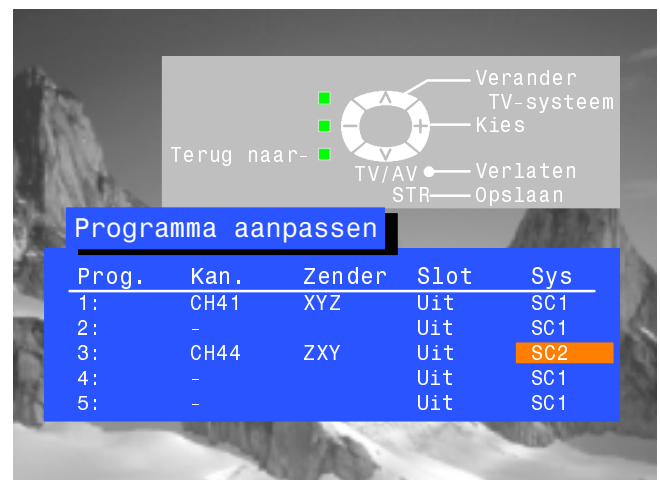 Verander
TV-systeem
Kies
Terug naar-
TV/AV Verlaten
STR Opslaan
Programma aanpassen
Prog. Kan. Zender Slot Sys
1: CH41 XYZ Uit SC1
2: - Uit SC1
3: CH44 ZXY Uit SC2
4: - Uit SC1
5: - Uit SC1